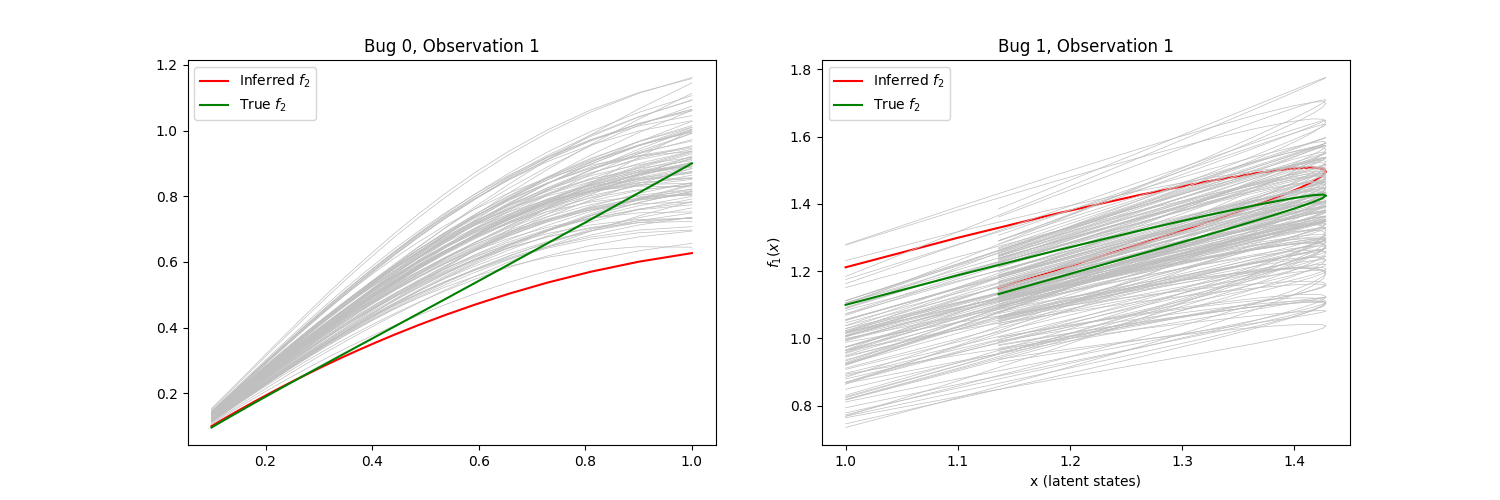 Bug 0, Observation 1
Inferred f₂
True f₂
1.2
1.0
0.8
0.6
0.4
0.2
0.2 0.4 0.6 0.8 1.0
Bug 1, Observation 1
Inferred f₂
True f₂
f₁(x)
1.8
1.6
1.4
1.2
1.0
0.8
1.0 1.1 1.2 1.3 1.4
x (latent states)